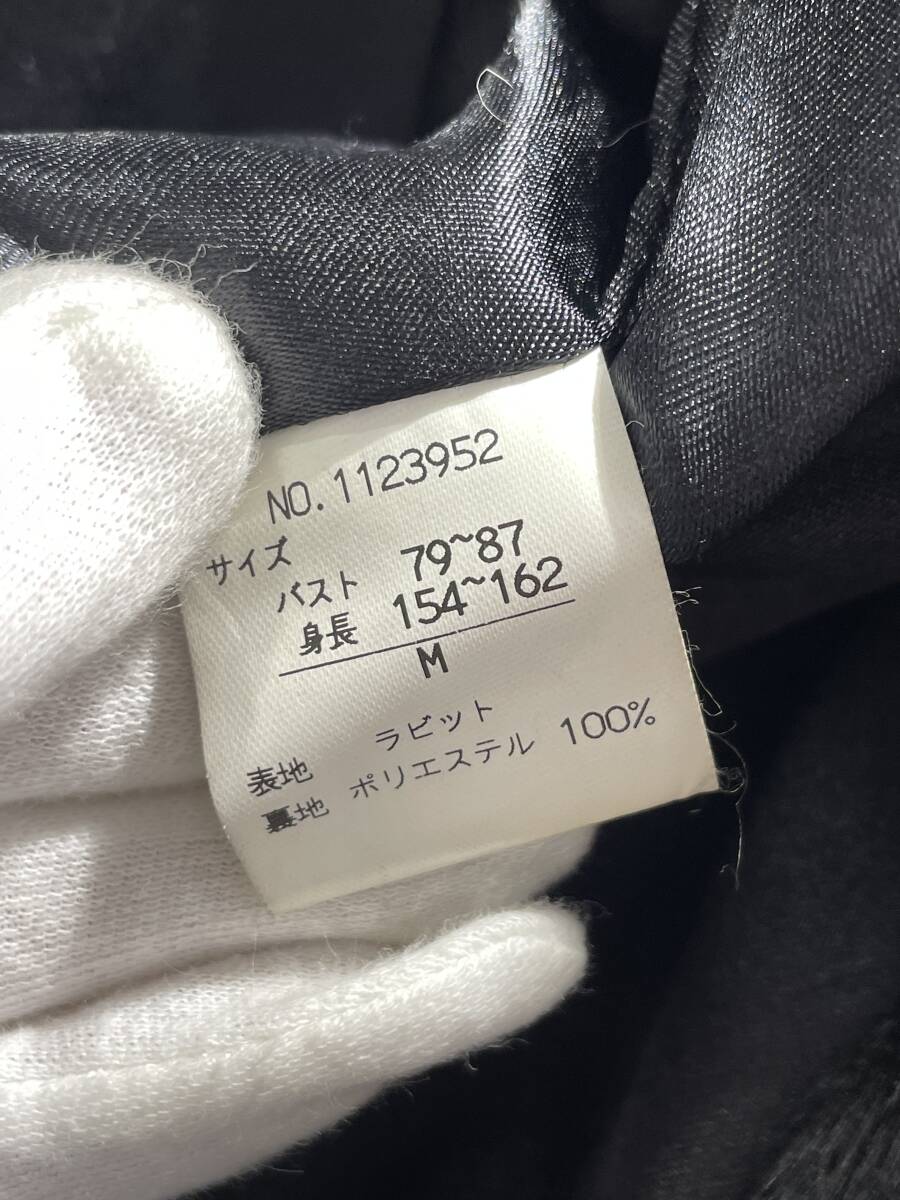 NO.1123952
サイズ
バスト 79~87
身長 154~162
M
表地 ラビット
裏地 ポリエステル 100%